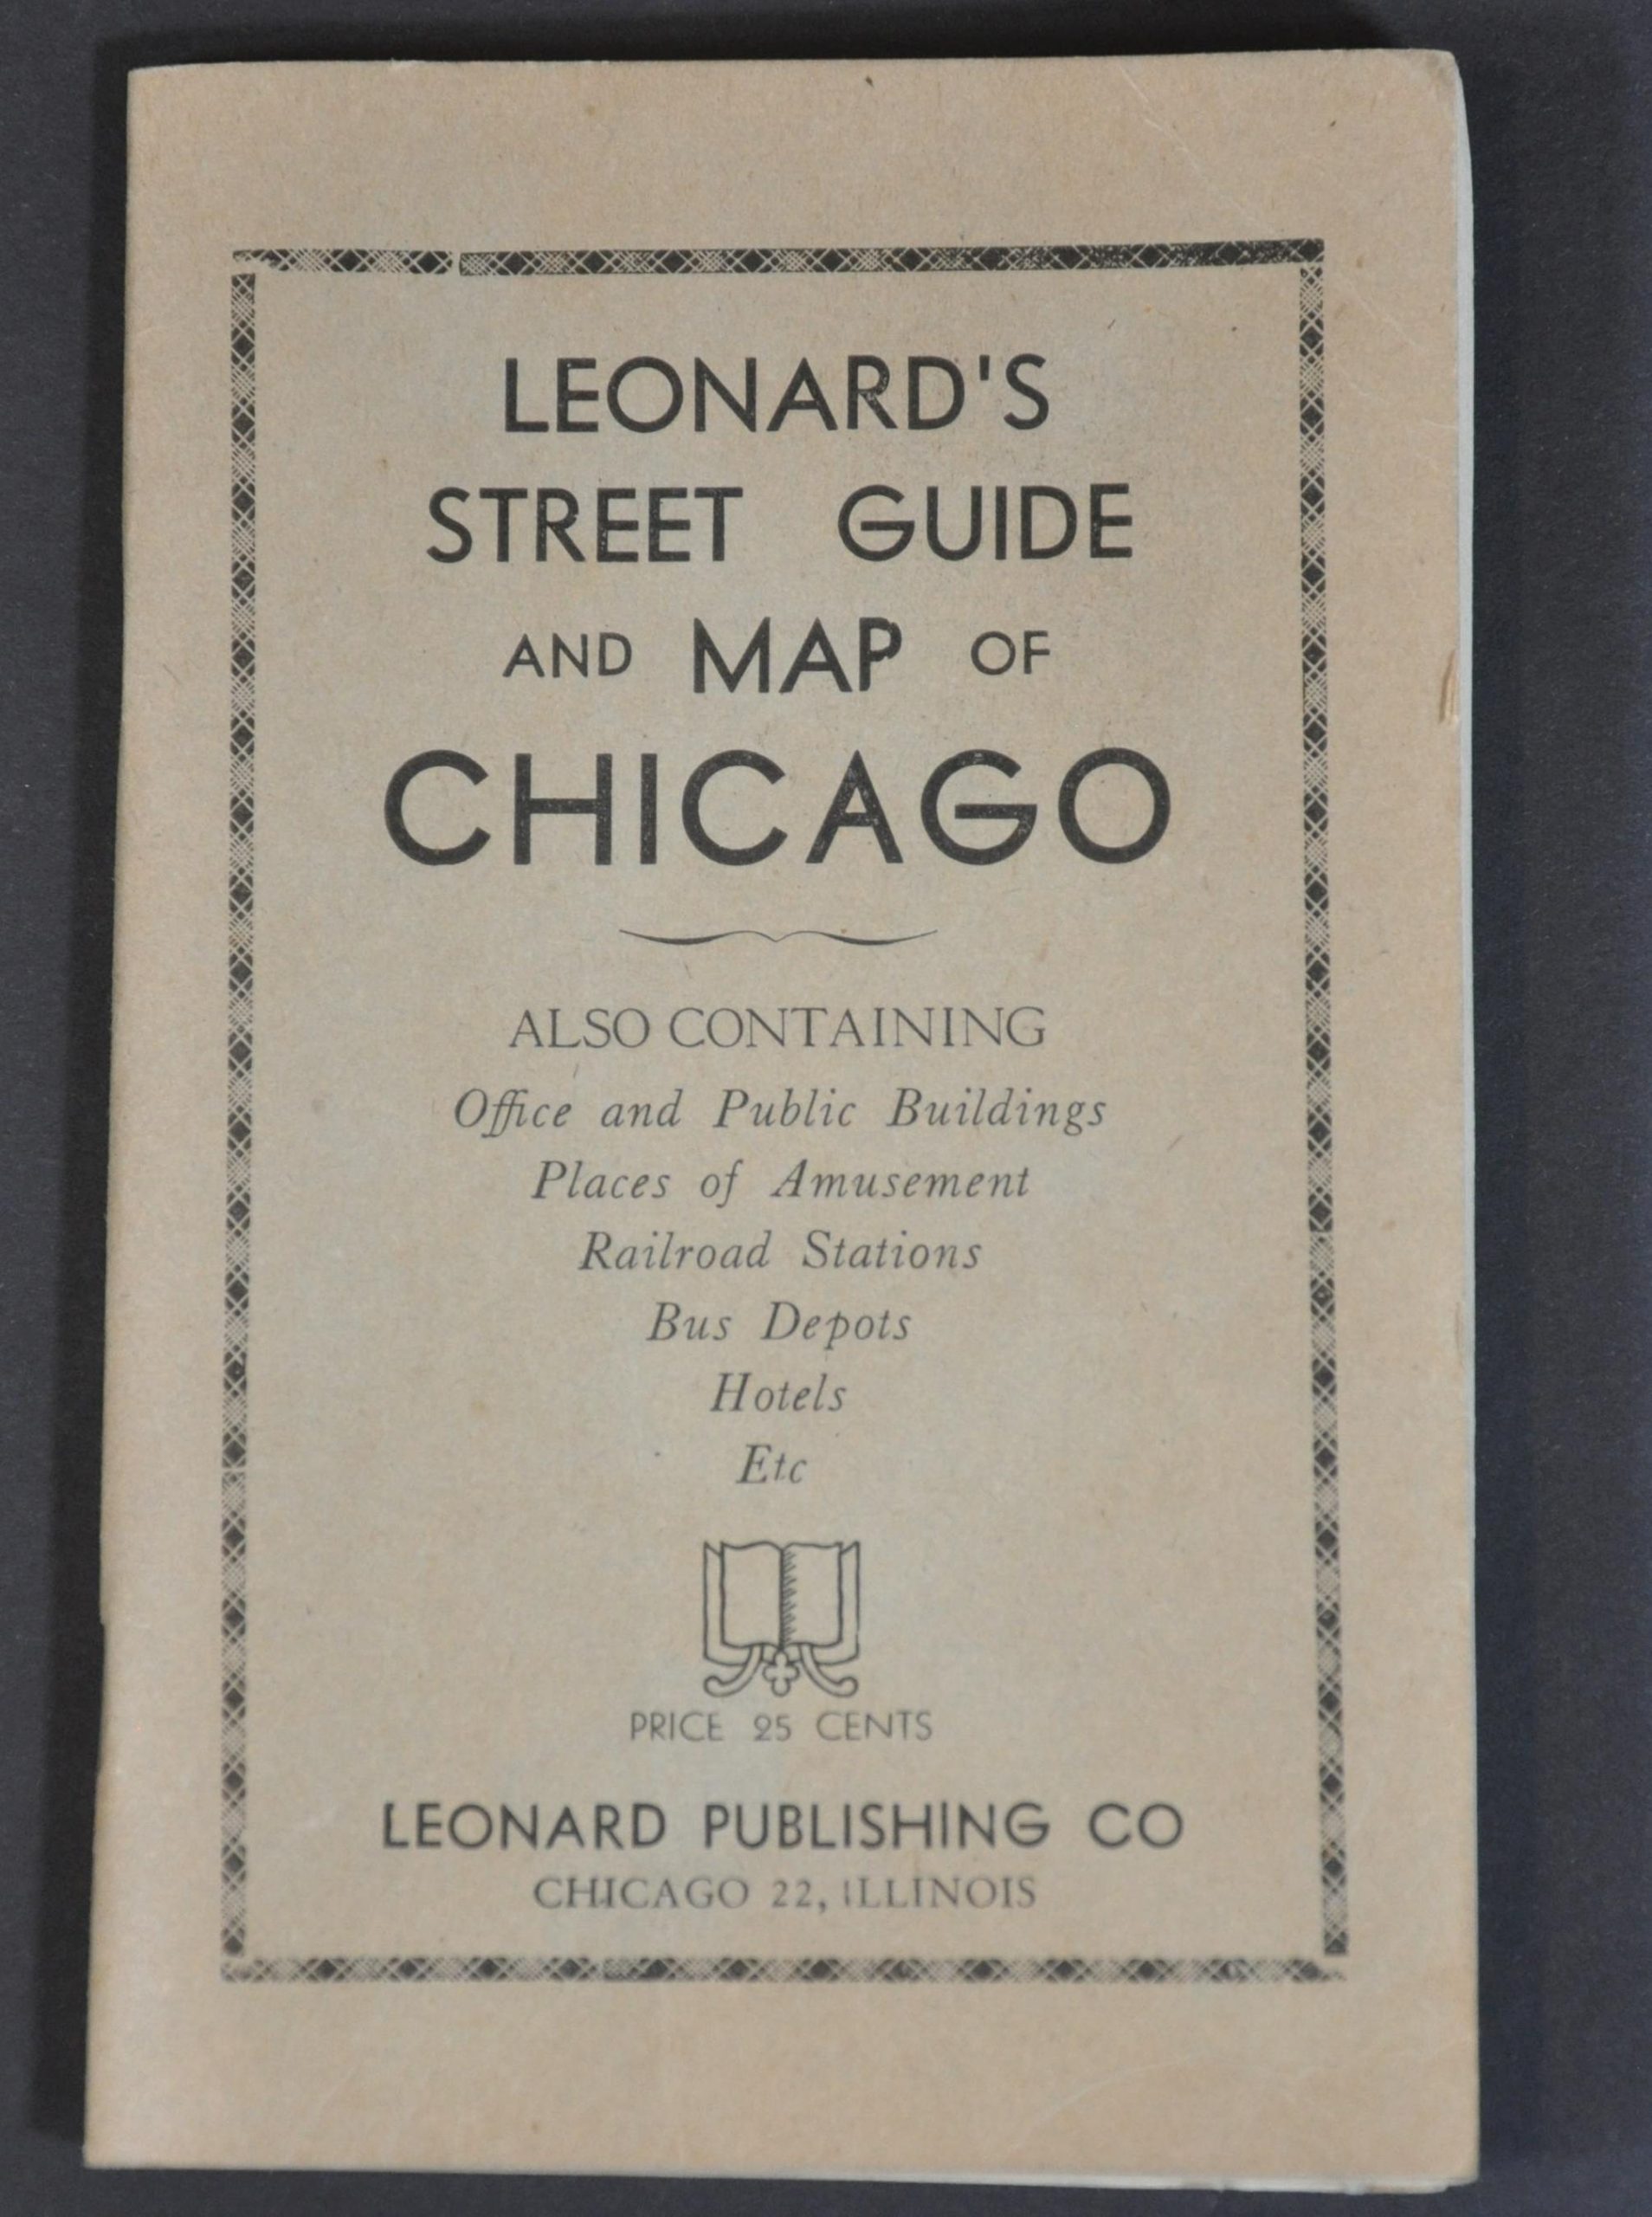 LEONARD'S
STREET GUIDE
AND MAP OF
CHICAGO
ALSO CONTAINING
Office and Public Buildings
Places of Amusement
Railroad Stations
Bus Depots
Hotels
Etc
PRICE 25 CENTS
LEONARD PUBLISHING CO
CHICAGO 22, ILLINOIS